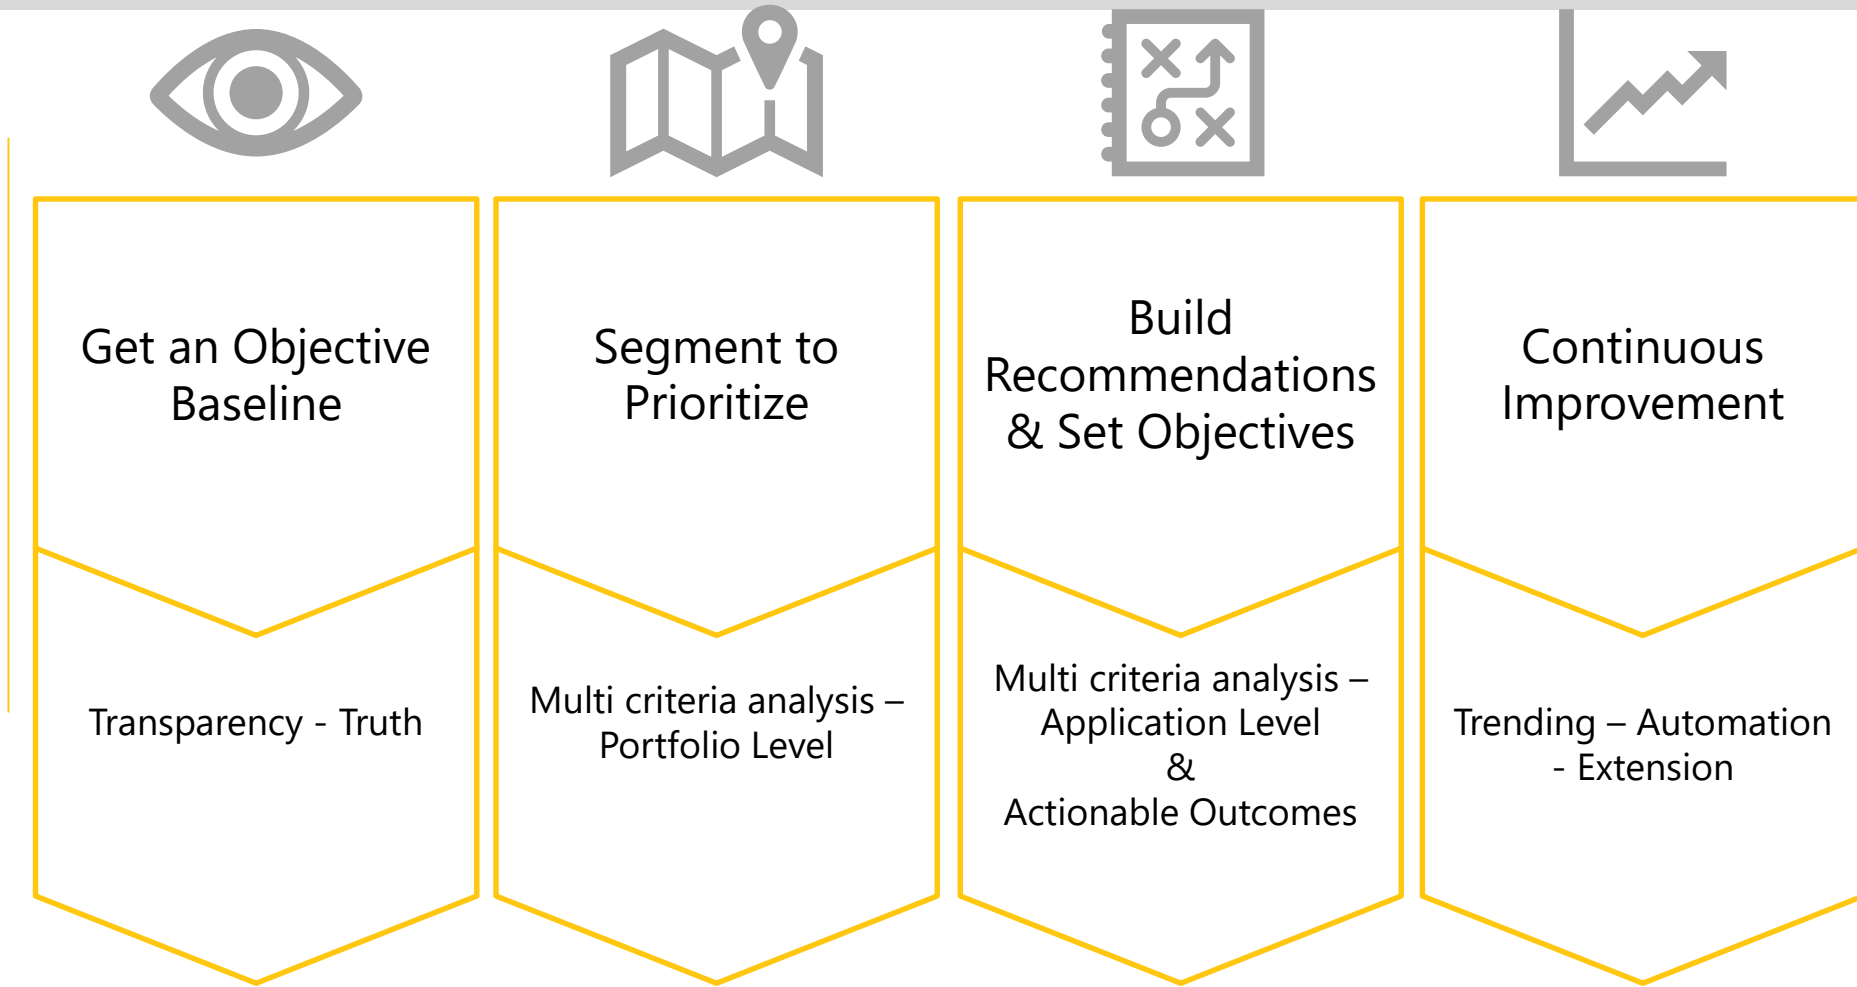 Get an Objective
Baseline
Transparency - Truth
Segment to
Prioritize
Multi criteria analysis –
Portfolio Level
Build
Recommendations
& Set Objectives
Multi criteria analysis –
Application Level
&
Actionable Outcomes
Continuous
Improvement
Trending – Automation
- Extension